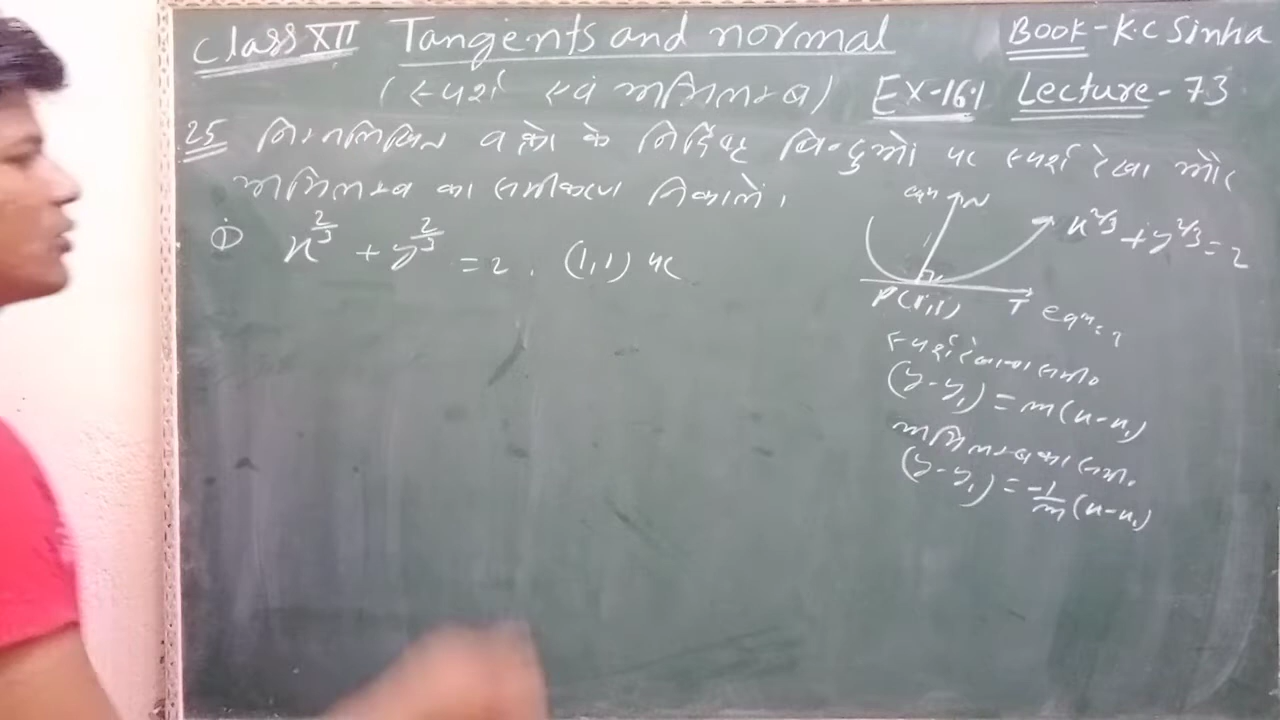 Class XII Tangents and normal Book - K.C Sinha
(स्पर्श एवं अभिलम्ब) EX-16.1 Lecture - 73
25 निम्नलिखित वक्रो के निर्दिष्ट बिन्दुओ पर स्पर्श रेखा और
अभिलम्ब का समीकरण निकाले।
(i) x^{2/3} + y^{2/3} = 2, (1,1) पर
eqn N
x^{2/3} + y^{2/3} = 2
P(1,1) T eqn = ?
स्पर्श रेखा का समी०
(y-y₁) = m(x-x₁)
अभिलम्ब का समी०
(y-y₁) = -1/m (x-x₁)